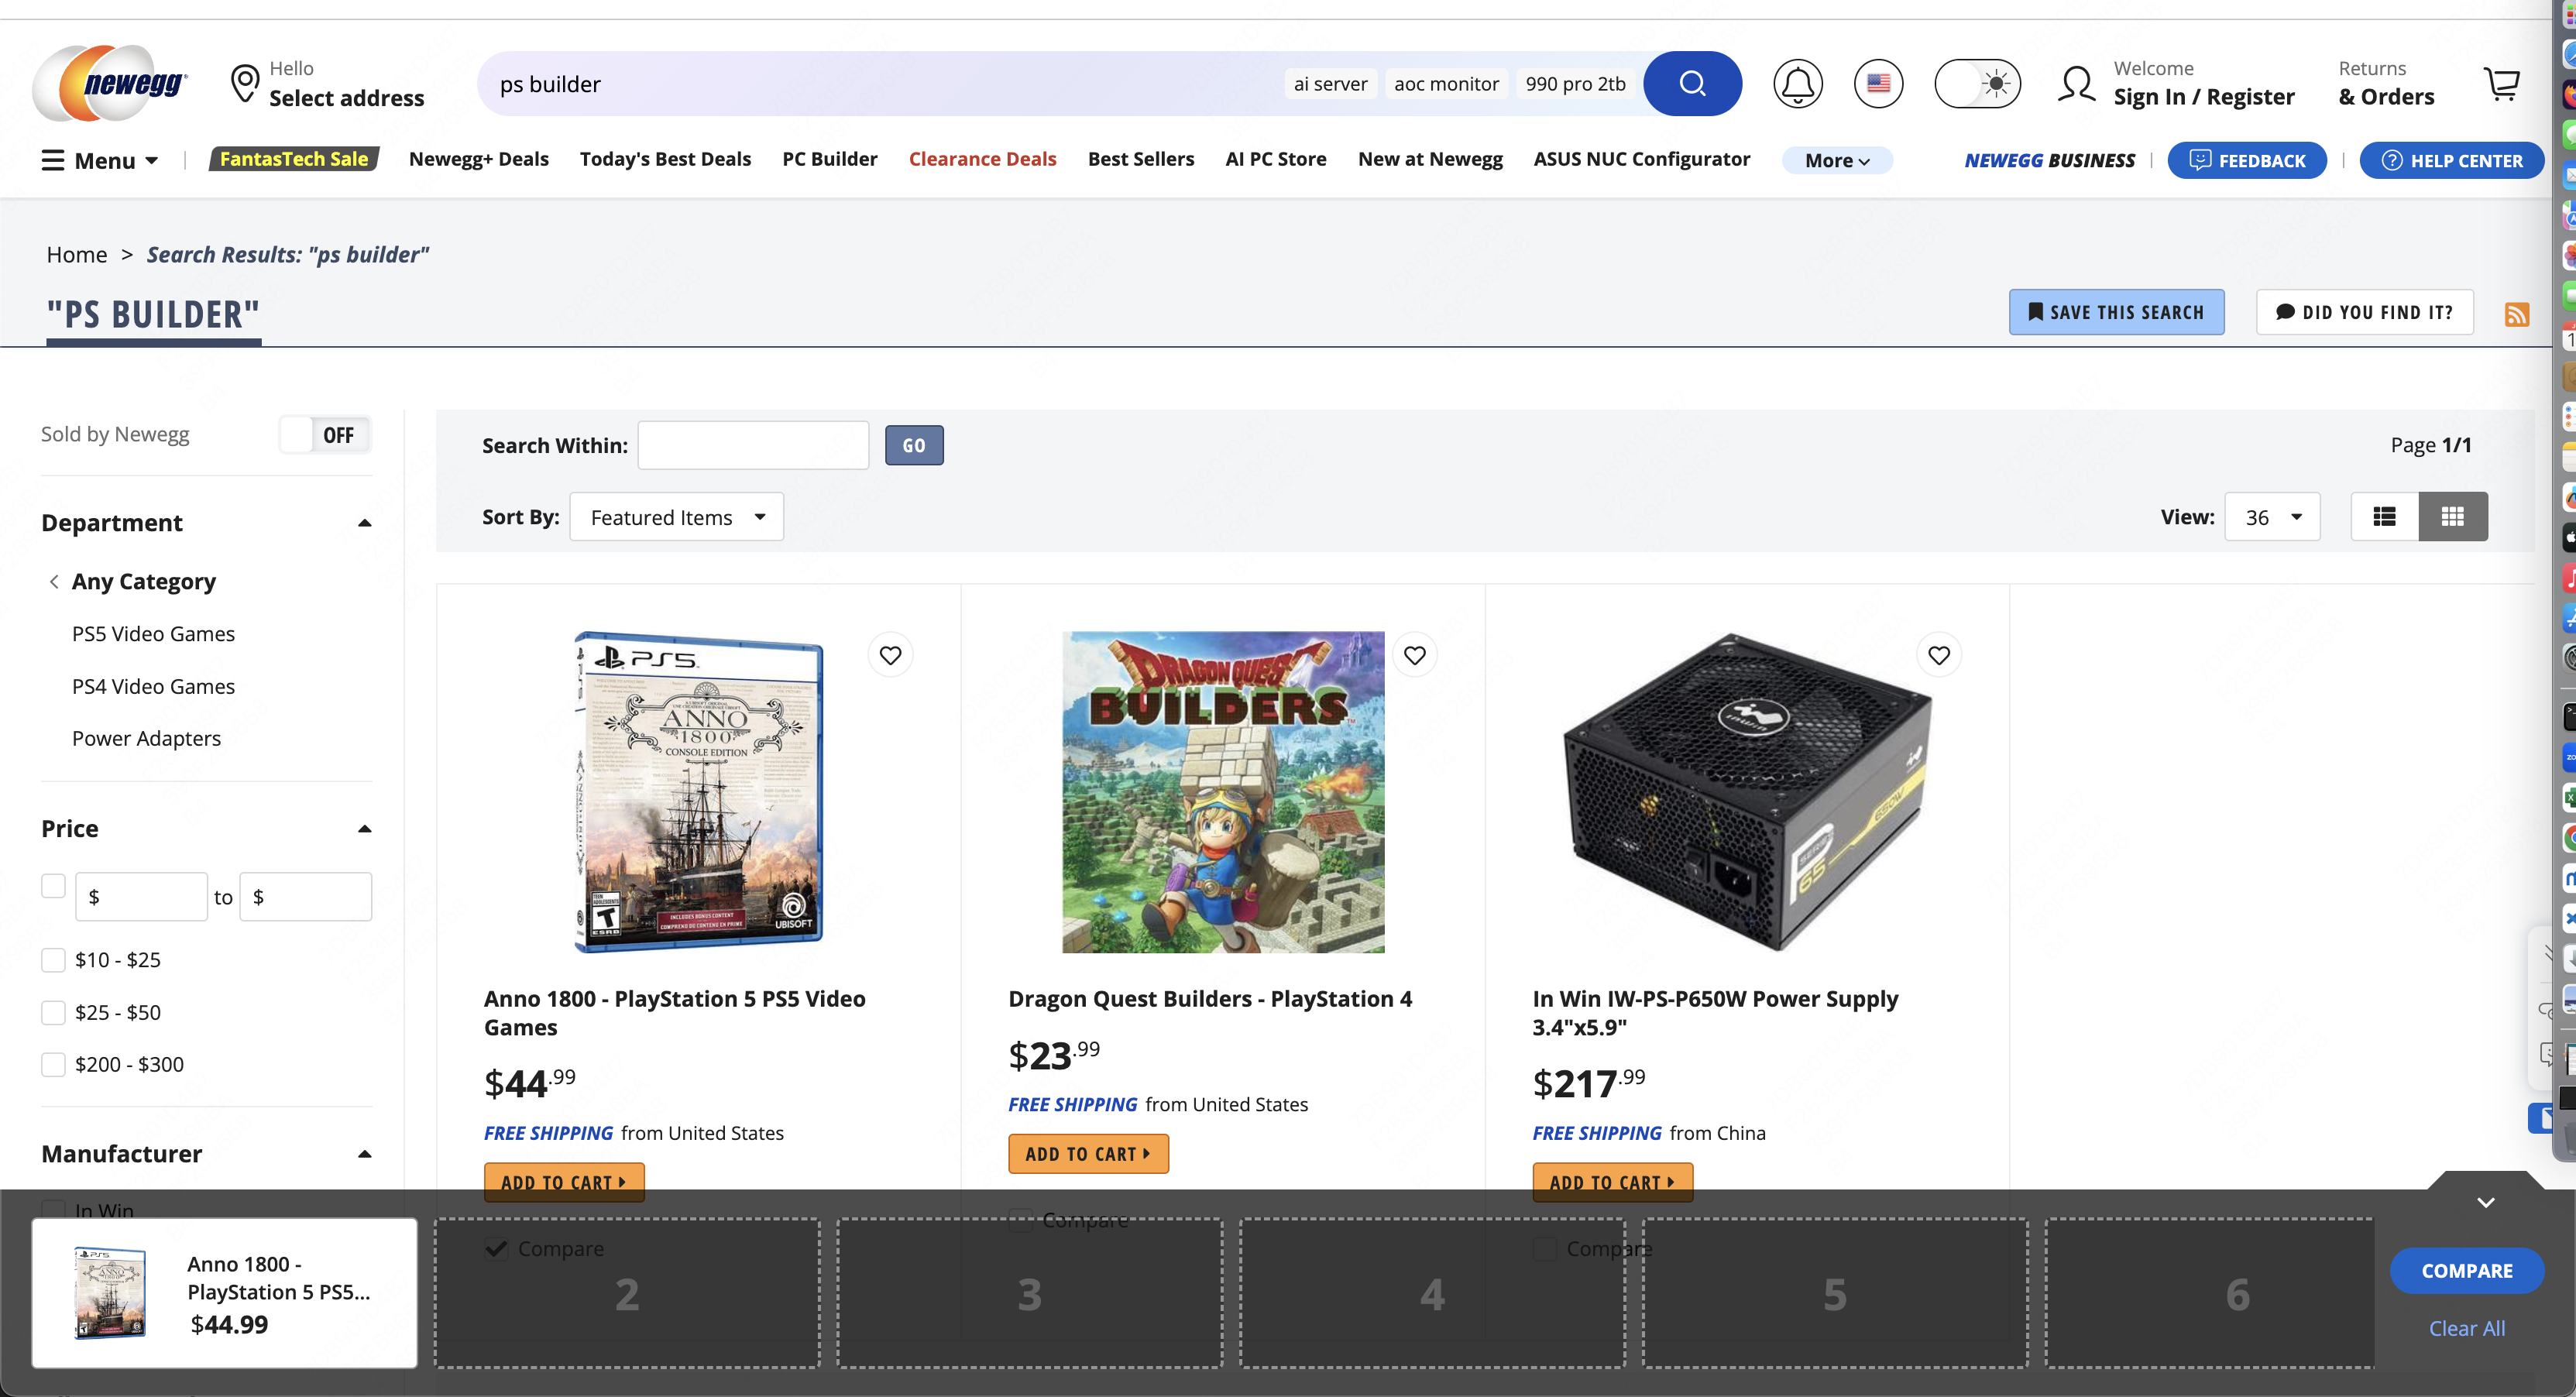 newegg
Hello
Select address
ps builder
ai server
aoc monitor
990 pro 2tb
Welcome
Sign In / Register
Returns
& Orders
Menu
FantasTech Sale
Newegg+ Deals
Today's Best Deals
PC Builder
Clearance Deals
Best Sellers
AI PC Store
New at Newegg
ASUS NUC Configurator
More
NEWEGG BUSINESS
FEEDBACK
HELP CENTER
Home > Search Results: "ps builder"
"PS BUILDER"
SAVE THIS SEARCH
DID YOU FIND IT?
Sold by Newegg
OFF
Search Within:
GO
Page 1/1
Sort By:
Featured Items
View:
36
Department
Any Category
PS5 Video Games
PS4 Video Games
Power Adapters
Price
$ to $
$10 - $25
$25 - $50
$200 - $300
Manufacturer
In Win
PS5
ANNO
1800
CONSOLE EDITION
INCLUDES BONUS CONTENT
TEEN
T
ESRB
UBISOFT
Anno 1800 - PlayStation 5 PS5 Video
Games
$44.99
FREE SHIPPING from United States
ADD TO CART
Compare
DRAGON QUEST
BUILDERS
Dragon Quest Builders - PlayStation 4
$23.99
FREE SHIPPING from United States
ADD TO CART
Compare
InWin
650W
SERIE
P
65
In Win IW-PS-P650W Power Supply
3.4"x5.9"
$217.99
FREE SHIPPING from China
ADD TO CART
Compare
Anno 1800 -
PlayStation 5 PS5...
$44.99
2
3
4
5
6
COMPARE
Clear All